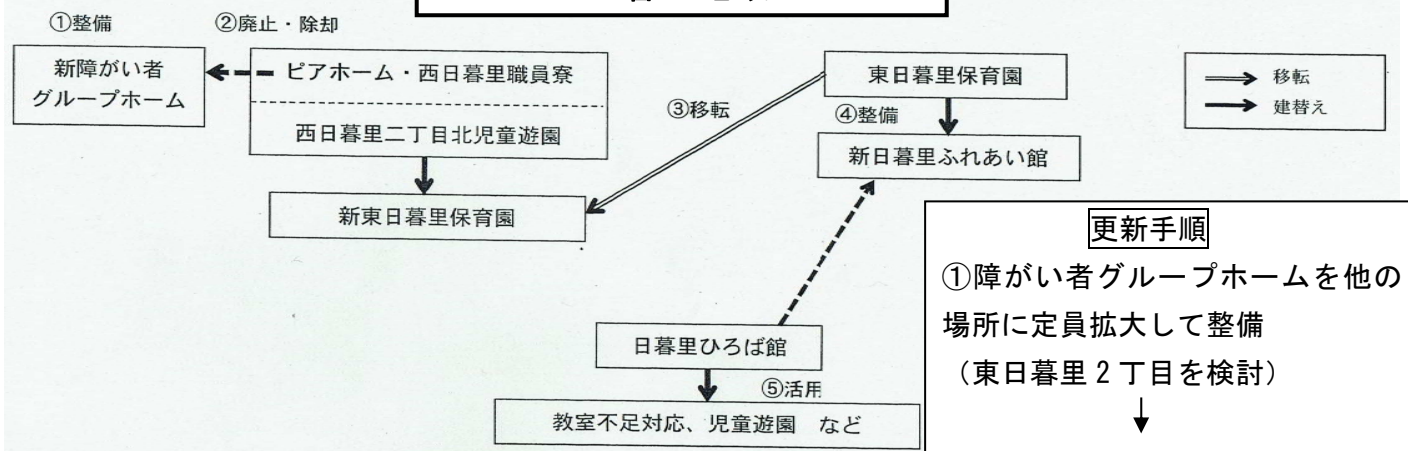 ①整備
②廃止・除却
新障がい者
グループホーム
ピアホーム・西日暮里職員寮
西日暮里二丁目北児童遊園
新東日暮里保育園
③移転
東日暮里保育園
④整備
新日暮里ふれあい館
移転
建替え
日暮里ひろば館
⑤活用
教室不足対応、児童遊園 など
更新手順
①障がい者グループホームを他の
場所に定員拡大して整備
（東日暮里２丁目を検討）